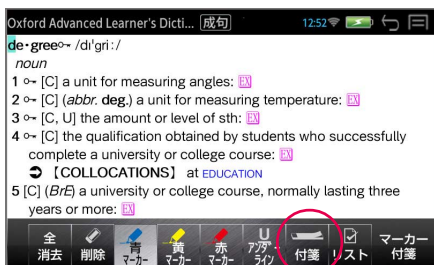 Oxford Advanced Learner's Dicti... 成句 12:52
de･gree /dɪˈɡriː/
noun
1 [C] a unit for measuring angles: EX
2 [C] (abbr. deg.) a unit for measuring temperature: EX
3 [C, U] the amount or level of sth: EX
4 [C] the qualification obtained by students who successfully
complete a university or college course: EX
➲ 【COLLOCATIONS】 at EDUCATION
5 [C] (BrE) a university or college course, normally lasting three
years or more: EX
全消去 削除 青マーカー 黄マーカー 赤マーカー U アンダーライン 付箋 リスト マーカー付箋